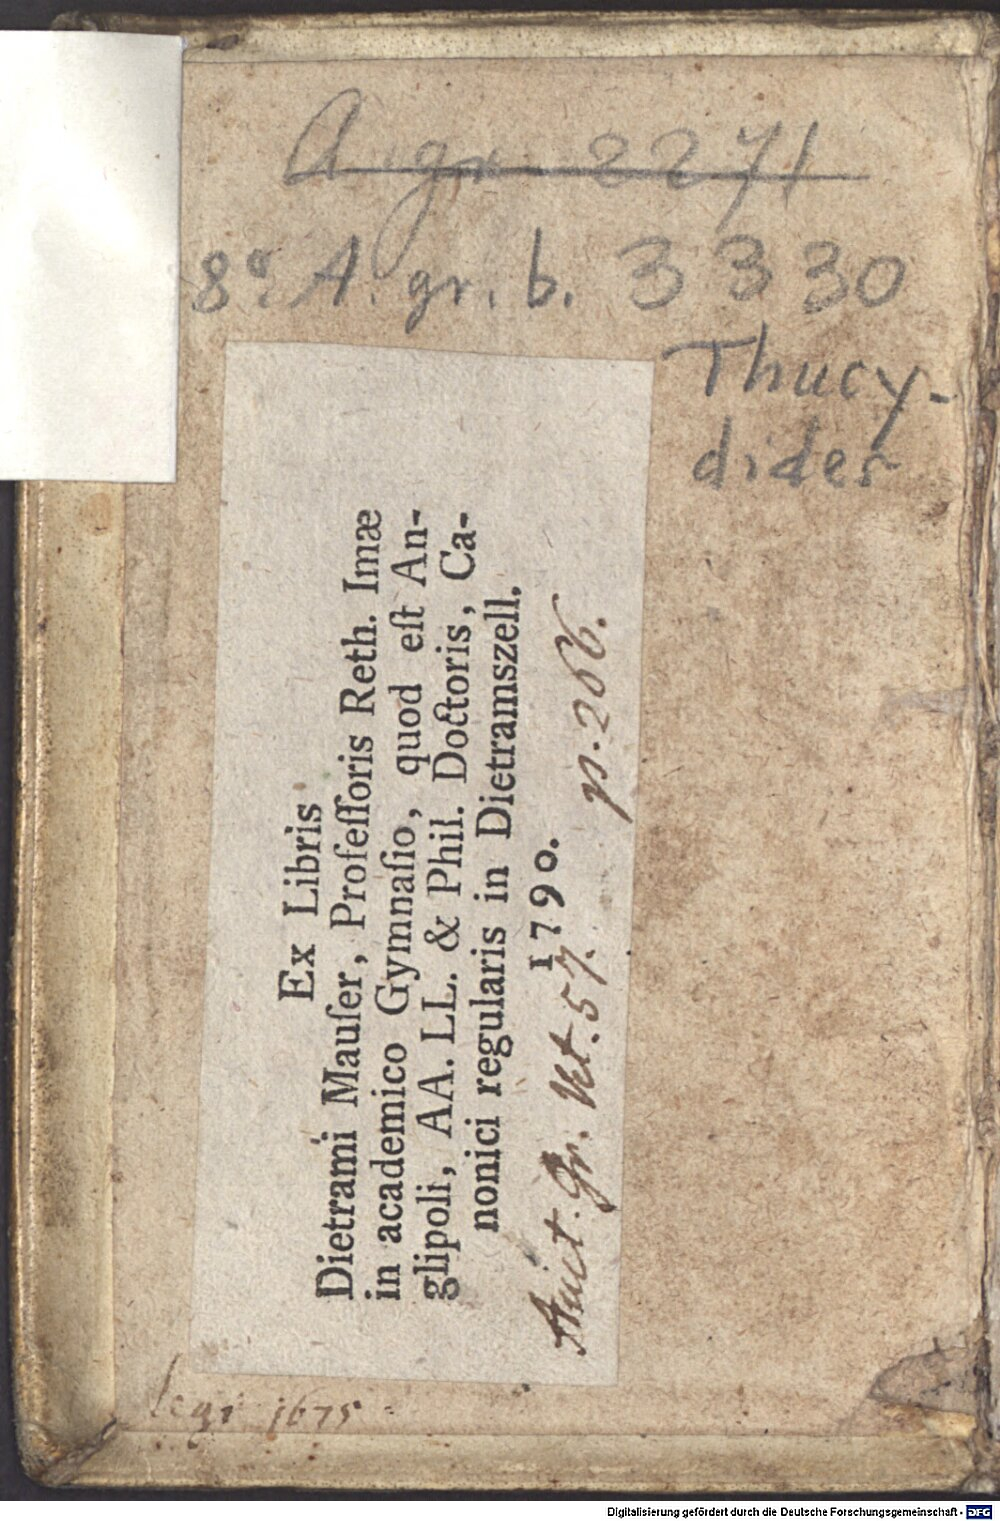 A gr. 2271
8° A. gr. b. 3330
Thucy-
dides
Ex Libris
Dietrami Mauſer, Profeſſoris Reth. Imæ
in academico Gymnaſio, quod eſt An-
glipoli, AA. LL. & Phil. Doctoris, Ca-
nonici regularis in Dietramszell.
1790.
Auct. Gr. Vet. 57. p. 266.
legi 1675
Digitalisierung gefördert durch die Deutsche Forschungsgemeinschaft - DFG